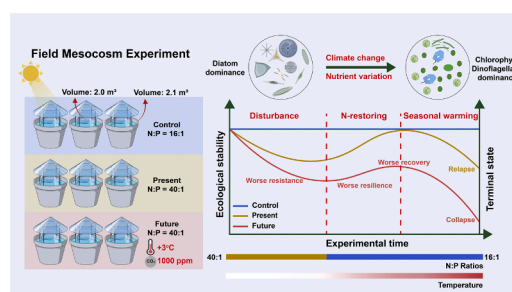 Field Mesocosm Experiment
Volume: 2.0 m³
Volume: 2.1 m³
Control
N:P = 16:1
Present
N:P = 40:1
Future
N:P = 40:1
+3°C
CO₂
1000 ppm
Diatom
dominance
Climate change
Nutrient variation
Chlorophy
Dinoflagel
dominanc
Disturbance
N-restoring
Seasonal warming
Ecological stability
Terminal state
Worse resistance
Worse resilience
Worse recovery
Relapse
Collapse
Control
Present
Future
Experimental time
40:1
16:1
N:P Ratios
Temperature